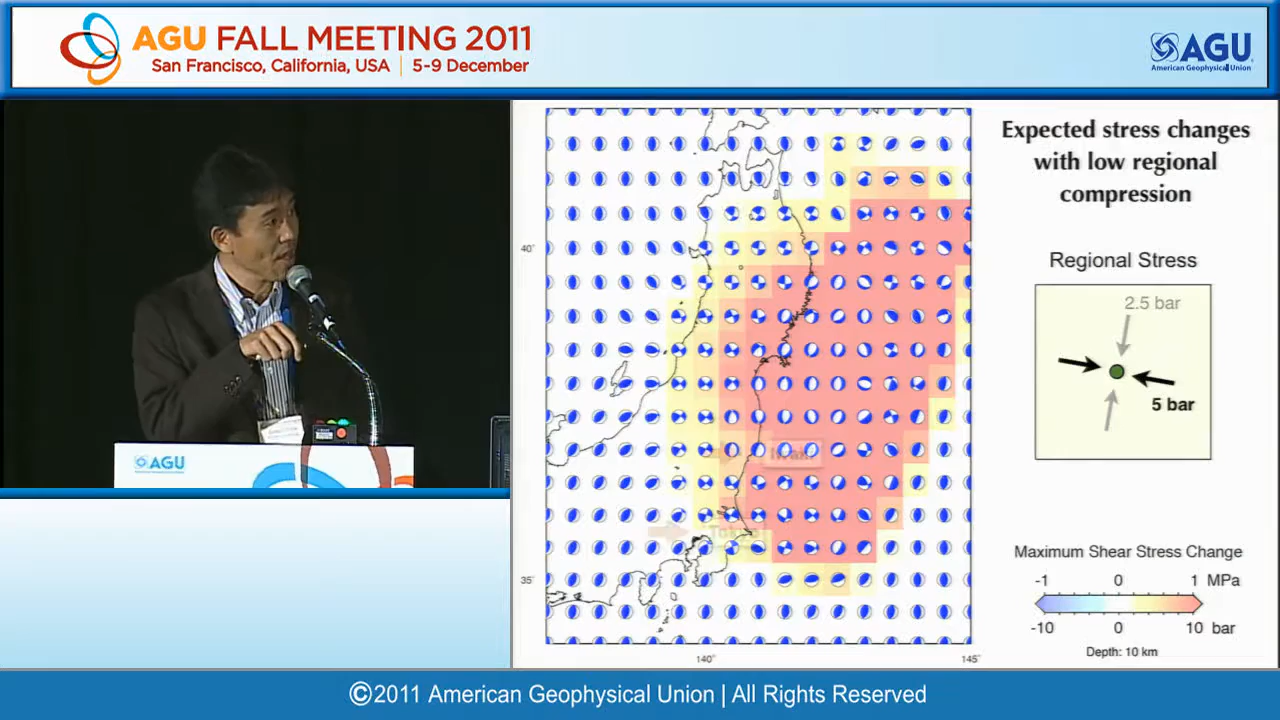 AGU FALL MEETING 2011
San Francisco, California, USA | 5-9 December
AGU
American Geophysical Union
AGU
Expected stress changes
with low regional
compression
Regional Stress
2.5 bar
5 bar
Maximum Shear Stress Change
-1 0 1 MPa
-10 0 10 bar
Depth: 10 km
40°
35°
140°
145°
Iwaki
Tokyo
©2011 American Geophysical Union | All Rights Reserved